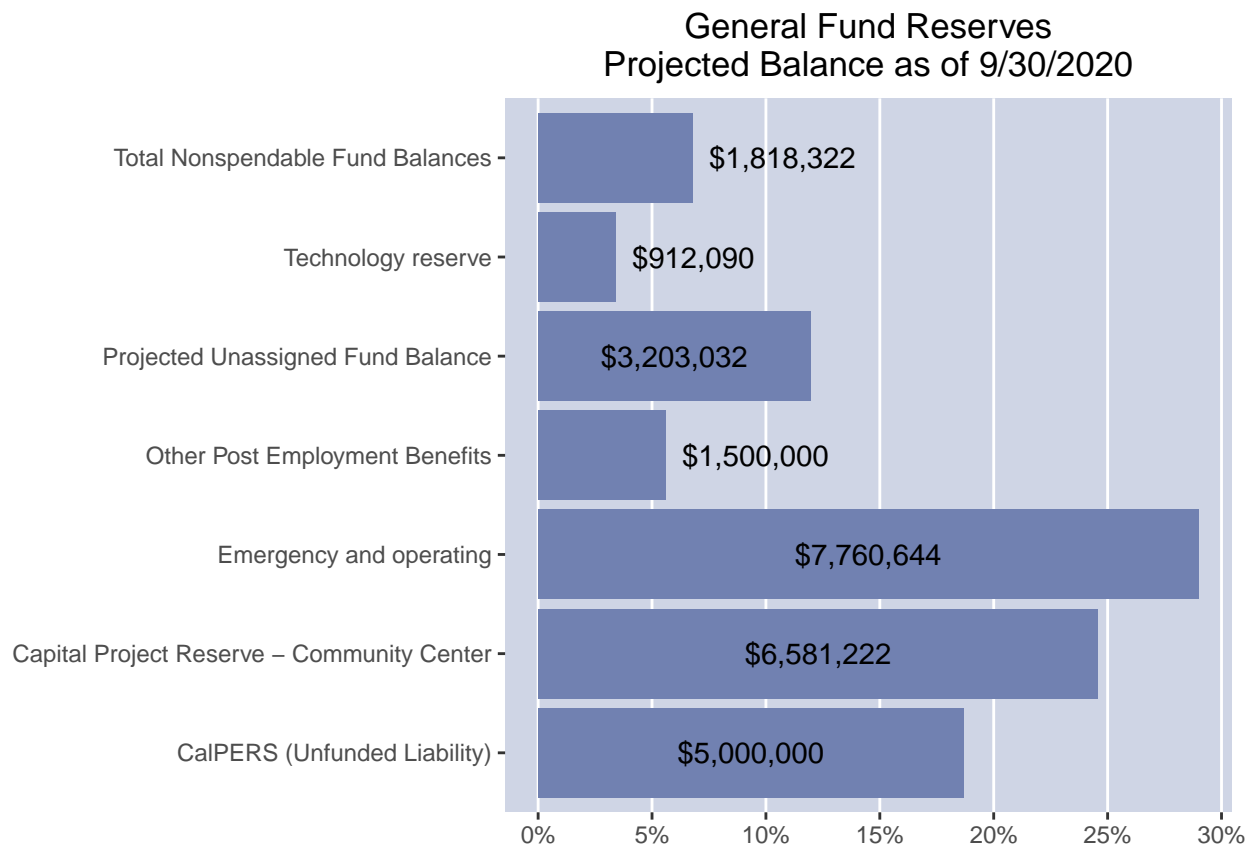 General Fund Reserves
Projected Balance as of 9/30/2020
Total Nonspendable Fund Balances
$1,818,322
Technology reserve
$912,090
Projected Unassigned Fund Balance
$3,203,032
Other Post Employment Benefits
$1,500,000
Emergency and operating
$7,760,644
Capital Project Reserve – Community Center
$6,581,222
CalPERS (Unfunded Liability)
$5,000,000
0% 5% 10% 15% 20% 25% 30%